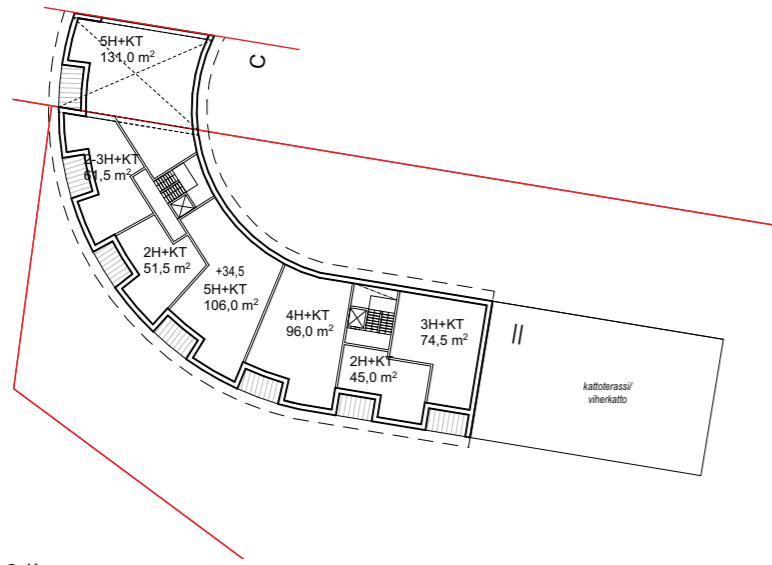 5H+KT
131,0 m²
C
2-3H+KT
61,5 m²
2H+KT
51,5 m²
+34,5
5H+KT
106,0 m²
4H+KT
96,0 m²
3H+KT
74,5 m²
2H+KT
45,0 m²
II
kattoterassi/
viherkatto